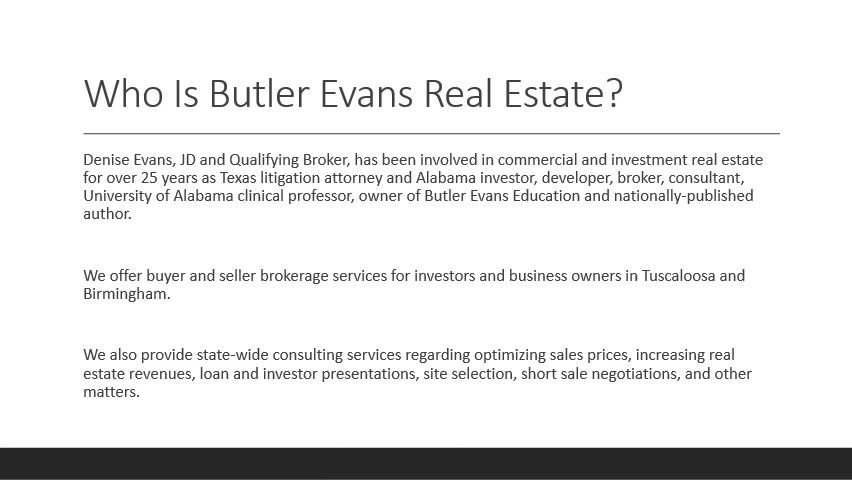 Who Is Butler Evans Real Estate?
Denise Evans, JD and Qualifying Broker, has been involved in commercial and investment real estate
for over 25 years as Texas litigation attorney and Alabama investor, developer, broker, consultant,
University of Alabama clinical professor, owner of Butler Evans Education and nationally-published
author.
We offer buyer and seller brokerage services for investors and business owners in Tuscaloosa and
Birmingham.
We also provide state-wide consulting services regarding optimizing sales prices, increasing real
estate revenues, loan and investor presentations, site selection, short sale negotiations, and other
matters.